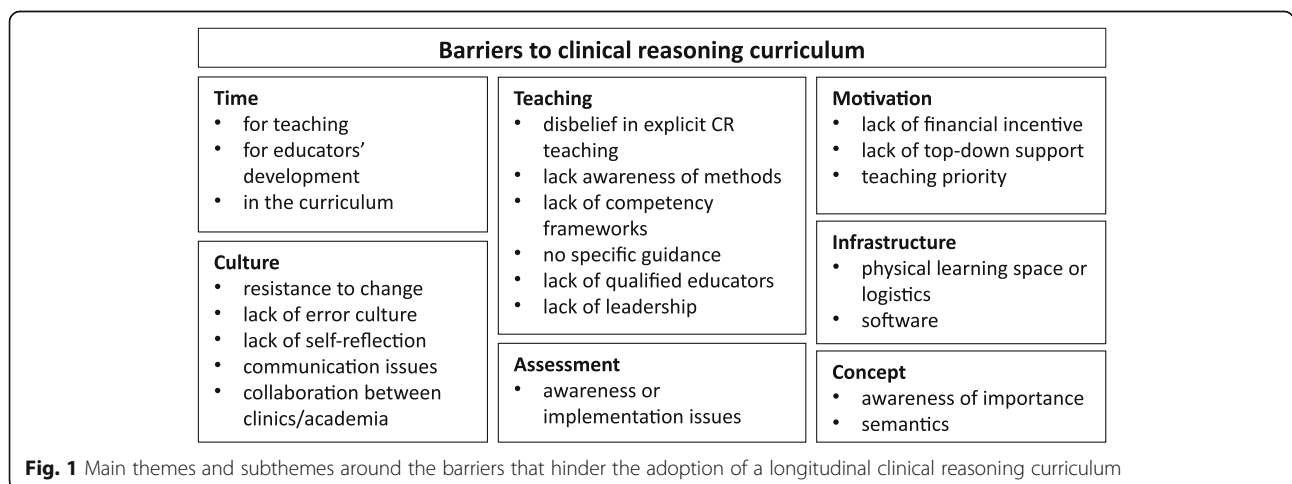 Barriers to clinical reasoning curriculum
Time
• for teaching
• for educators'
development
• in the curriculum
Culture
• resistance to change
• lack of error culture
• lack of self-reflection
• communication issues
• collaboration between
clinics/academia
Teaching
• disbelief in explicit CR
teaching
• lack awareness of methods
• lack of competency
frameworks
• no specific guidance
• lack of qualified educators
• lack of leadership
Assessment
• awareness or
implementation issues
Motivation
• lack of financial incentive
• lack of top-down support
• teaching priority
Infrastructure
• physical learning space or
logistics
• software
Concept
• awareness of importance
• semantics
Fig. 1 Main themes and subthemes around the barriers that hinder the adoption of a longitudinal clinical reasoning curriculum